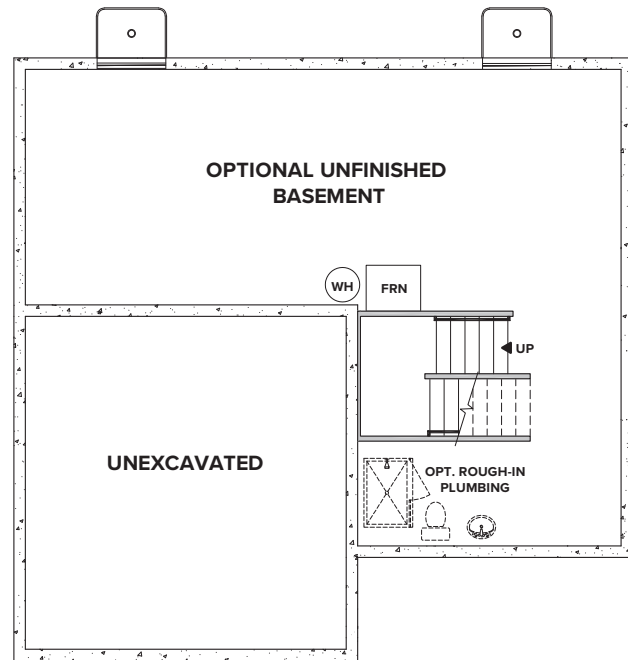 OPTIONAL UNFINISHED
BASEMENT
WH
FRN
UP
UNEXCAVATED
OPT. ROUGH-IN
PLUMBING